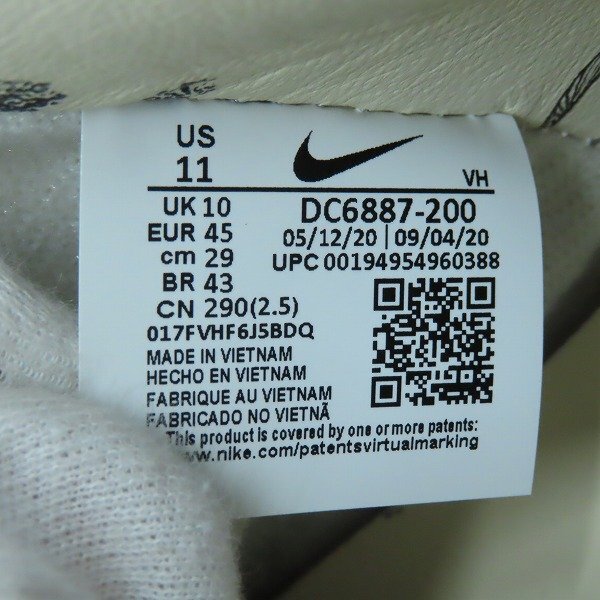 US
11
VH
UK 10
EUR 45
cm 29
BR 43
CN 290(2.5)
DC6887-200
05/12/20 | 09/04/20
UPC 00194954960388
017FVHF6J5BDQ
MADE IN VIETNAM
HECHO EN VIETNAM
FABRIQUE AU VIETNAM
FABRICADO NO VIETNÃ
This product is covered by one or more patents:
.nike.com/patentsvirtualmarking